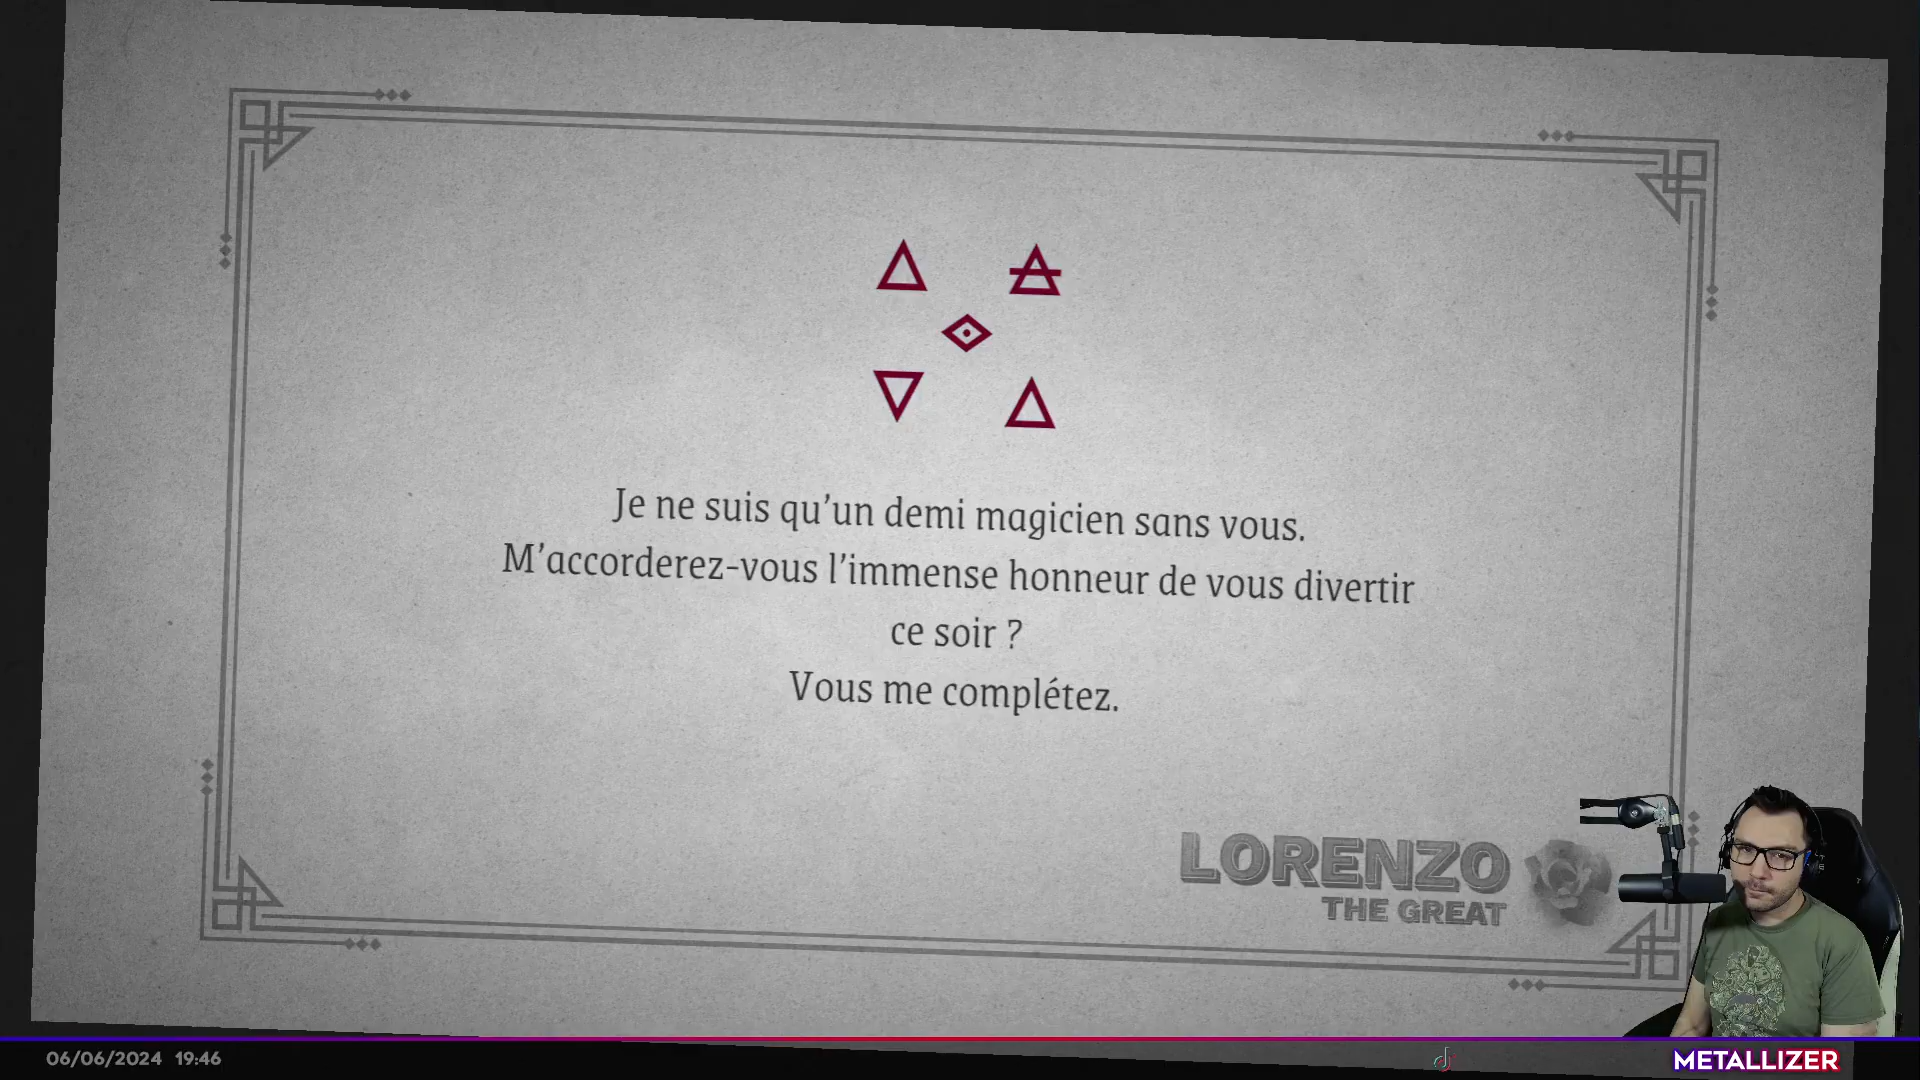 Je ne suis qu’un demi magicien sans vous.
M’accorderez-vous l’immense honneur de vous divertir
ce soir ?
Vous me complétez.
LORENZO
THE GREAT
06/06/2024 19:46
METALLIZER